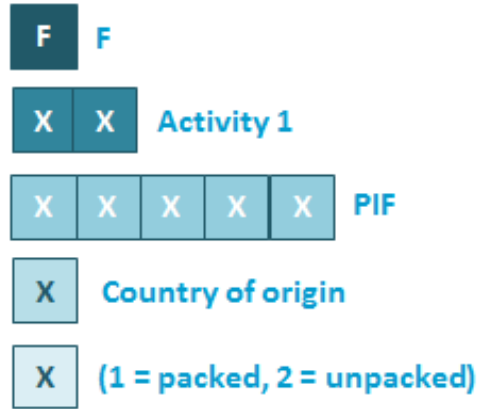 F F
X X Activity 1
X X X X X PIF
X Country of origin
X (1 = packed, 2 = unpacked)